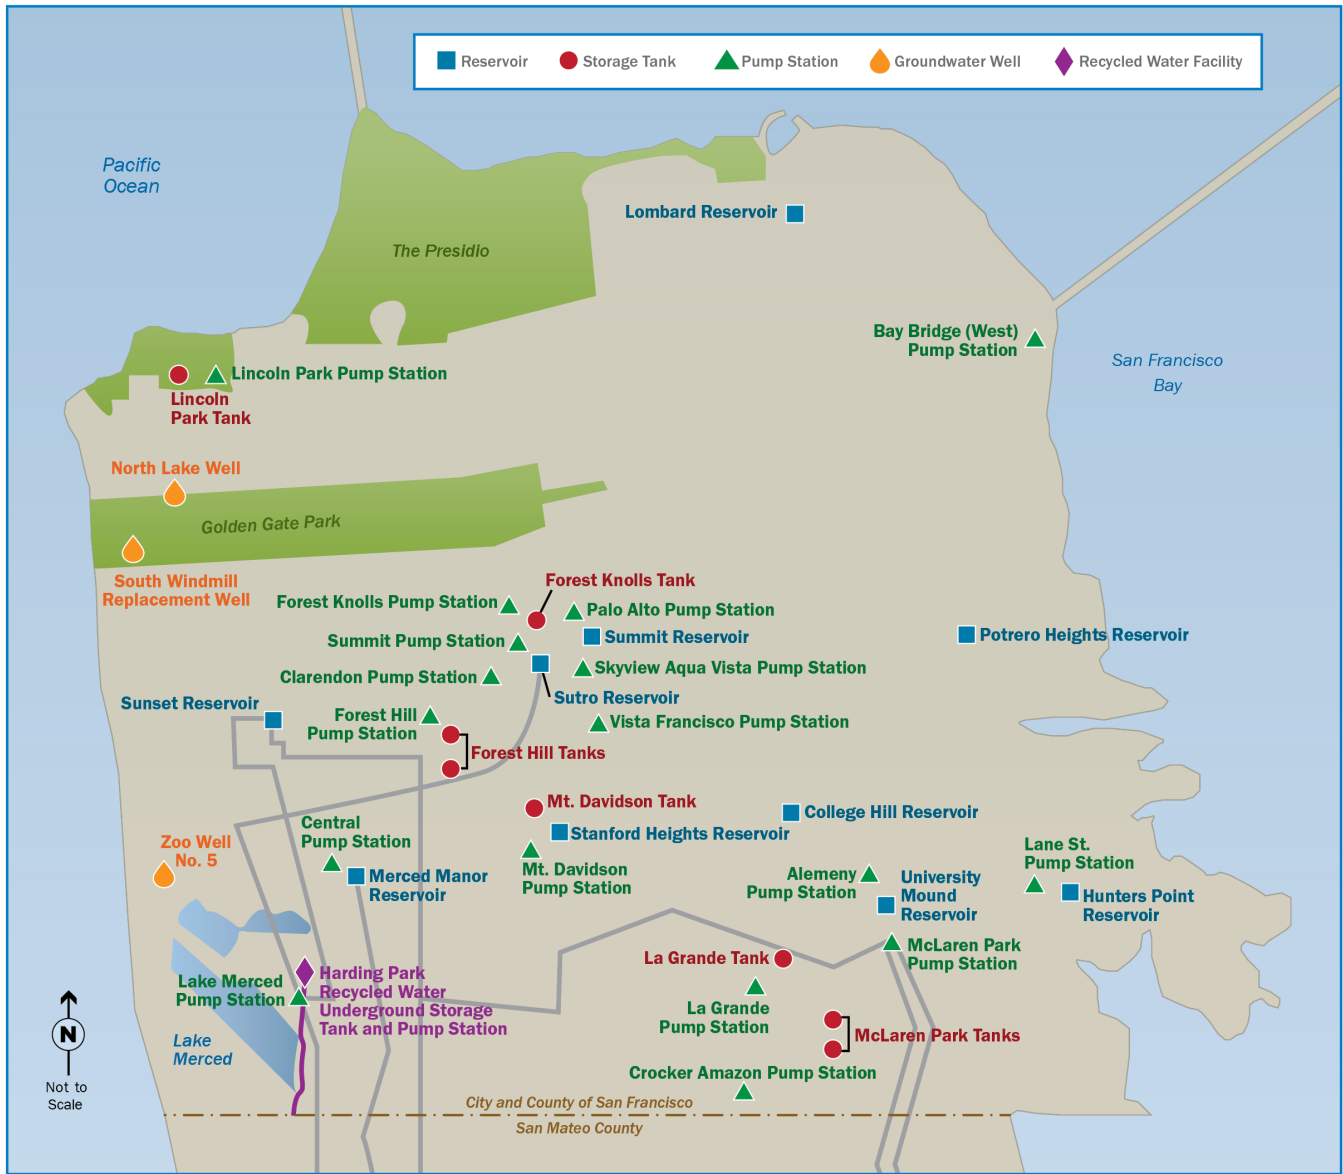 Reservoir
Storage Tank
Pump Station
Groundwater Well
Recycled Water Facility
Pacific
Ocean
Lombard Reservoir
The Presidio
Bay Bridge (West)
Pump Station
San Francisco
Bay
Lincoln Park Pump Station
Lincoln
Park Tank
North Lake Well
Golden Gate Park
South Windmill
Replacement Well
Forest Knolls Tank
Forest Knolls Pump Station
Palo Alto Pump Station
Summit Pump Station
Summit Reservoir
Potrero Heights Reservoir
Clarendon Pump Station
Skyview Aqua Vista Pump Station
Sutro Reservoir
Sunset Reservoir
Forest Hill
Pump Station
Vista Francisco Pump Station
Forest Hill Tanks
Mt. Davidson Tank
College Hill Reservoir
Stanford Heights Reservoir
Central
Pump Station
Zoo Well
No. 5
Merced Manor
Reservoir
Mt. Davidson
Pump Station
Alemeny
Pump Station
University
Mound
Reservoir
Lane St.
Pump Station
Hunters Point
Reservoir
McLaren Park
Pump Station
La Grande Tank
Lake Merced
Pump Station
Harding Park
Recycled Water
Underground Storage
Tank and Pump Station
La Grande
Pump Station
McLaren Park Tanks
Lake
Merced
Crocker Amazon Pump Station
N
Not to
Scale
City and County of San Francisco
San Mateo County